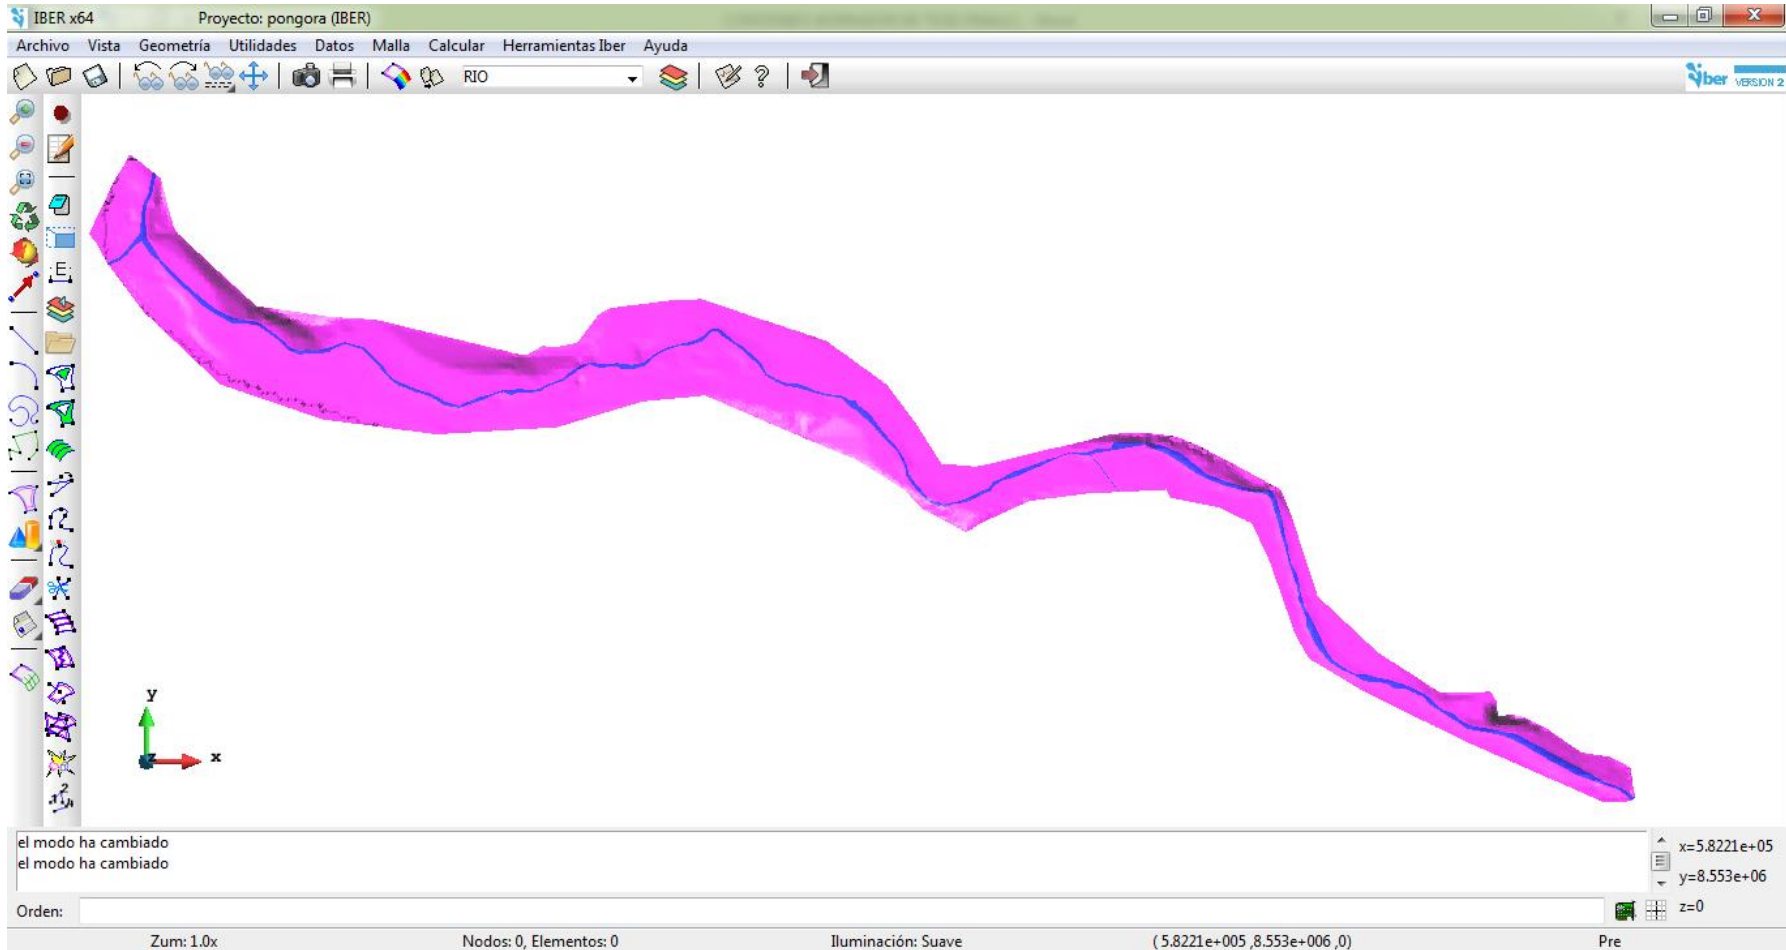 IBER x64 Proyecto: pongora (IBER)
Archivo Vista Geometría Utilidades Datos Malla Calcular Herramientas Iber Ayuda
RIO
iber VERSION 2
E
y
z x
el modo ha cambiado
el modo ha cambiado
x=5.8221e+05
y=8.553e+06
z=0
Orden:
Zum: 1.0x Nodos: 0, Elementos: 0 Iluminación: Suave (5.8221e+005 ,8.553e+006 ,0) Pre